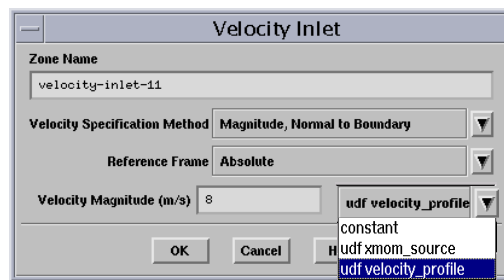 Velocity Inlet
Zone Name
velocity-inlet-11
Velocity Specification Method Magnitude, Normal to Boundary
Reference Frame Absolute
Velocity Magnitude (m/s) 8 udf velocity_profile
constant
udf xmom_source
udf velocity_profile
OK Cancel